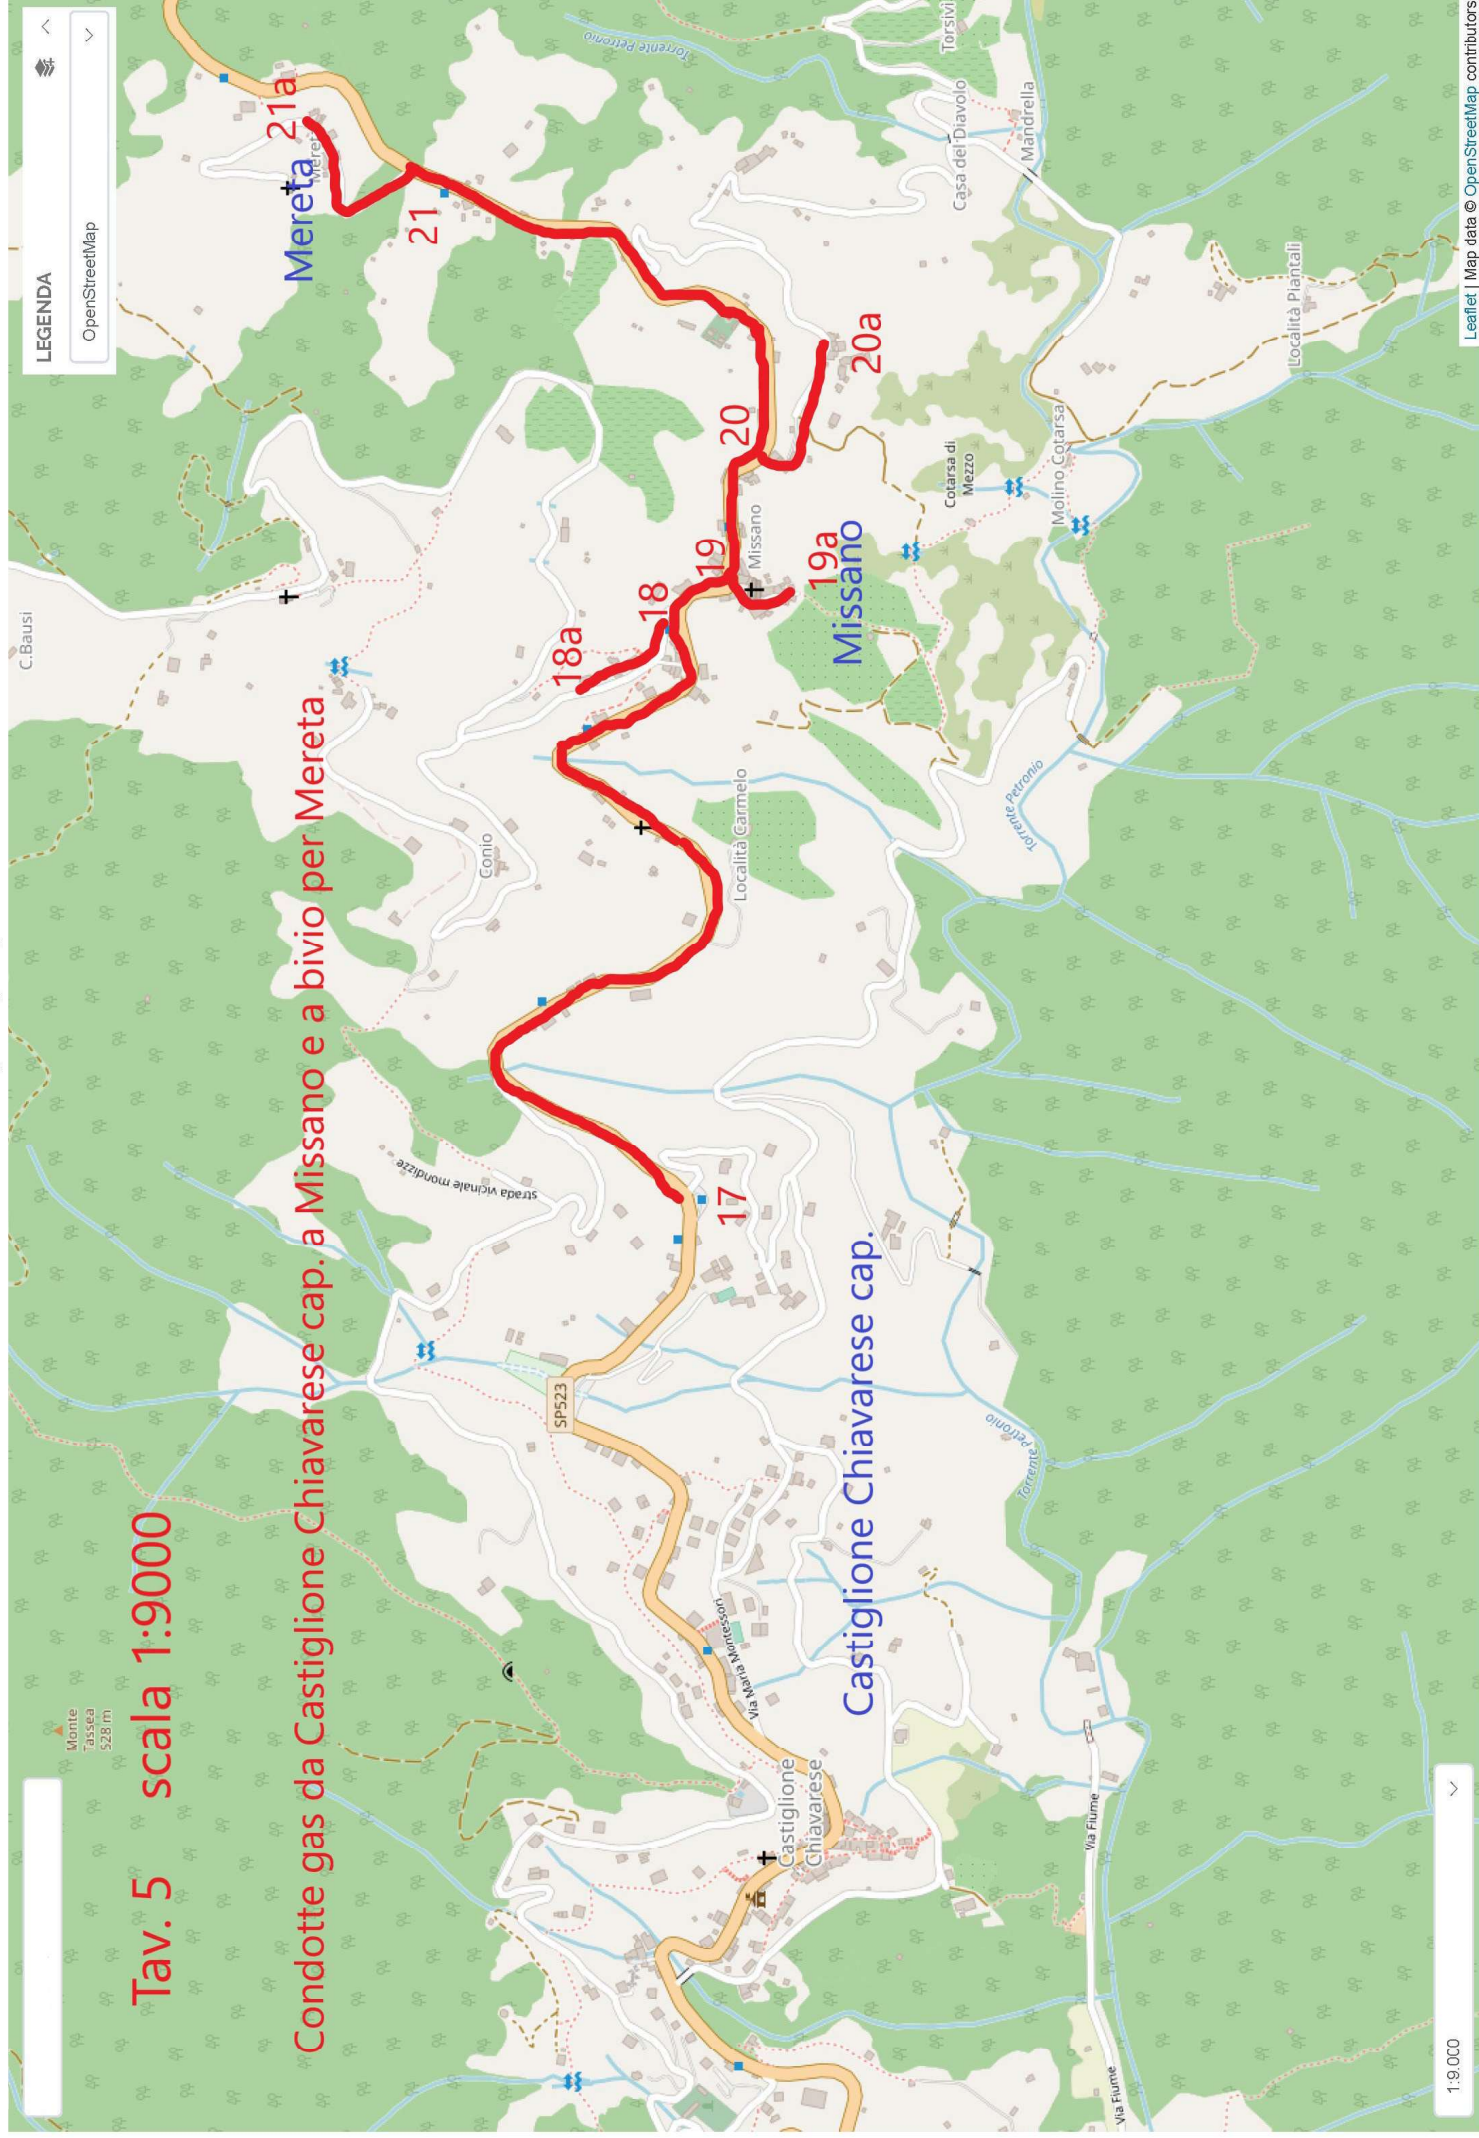 Tav. 5 scala 1:9000
Condotte gas da Castiglione Chiavarese cap. a Missano e a bivio per Mereta
LEGENDA
OpenStreetMap
Monte
Tassea
528 m
C.Bausi
Mereta
Mereta
21a
21
20
20a
19
19a
18
18a
17
Missano
Missano
Castiglione Chiavarese cap.
Castiglione
Chiavarese
SP523
strada vicinale mondizze
Conio
Località Carmelo
Via Maria Montessori
Cotarsa di
Mezzo
Molino Cotarsa
Località Piantali
Casa del Diavolo
Mandrella
Torsivi
Torrente Petronio
Torrente Petronio
Torrente Petronio
Via Fiume
Via Fiume
1:9.000
Leaflet | Map data © OpenStreetMap contributors